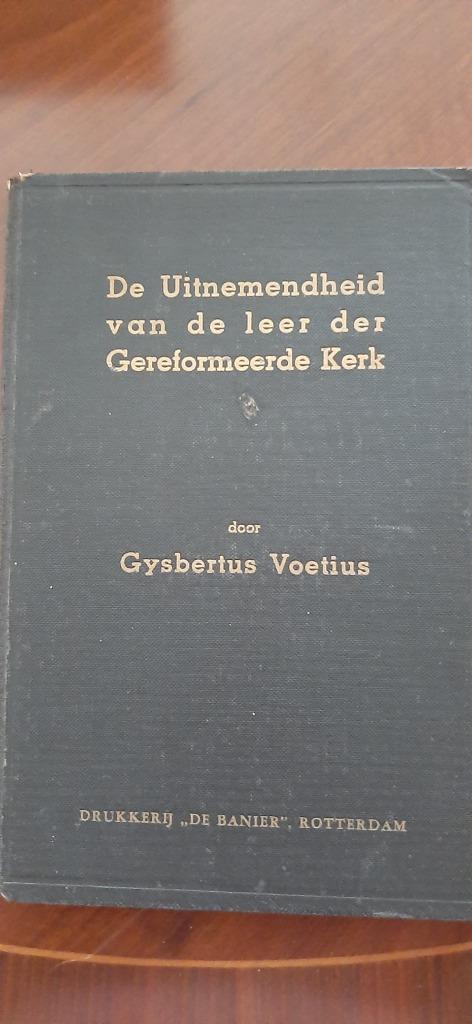 De Uitnemendheid
van de leer der
Gereformeerde Kerk
door
Gysbertus Voetius
DRUKKERIJ „DE BANIER”, ROTTERDAM